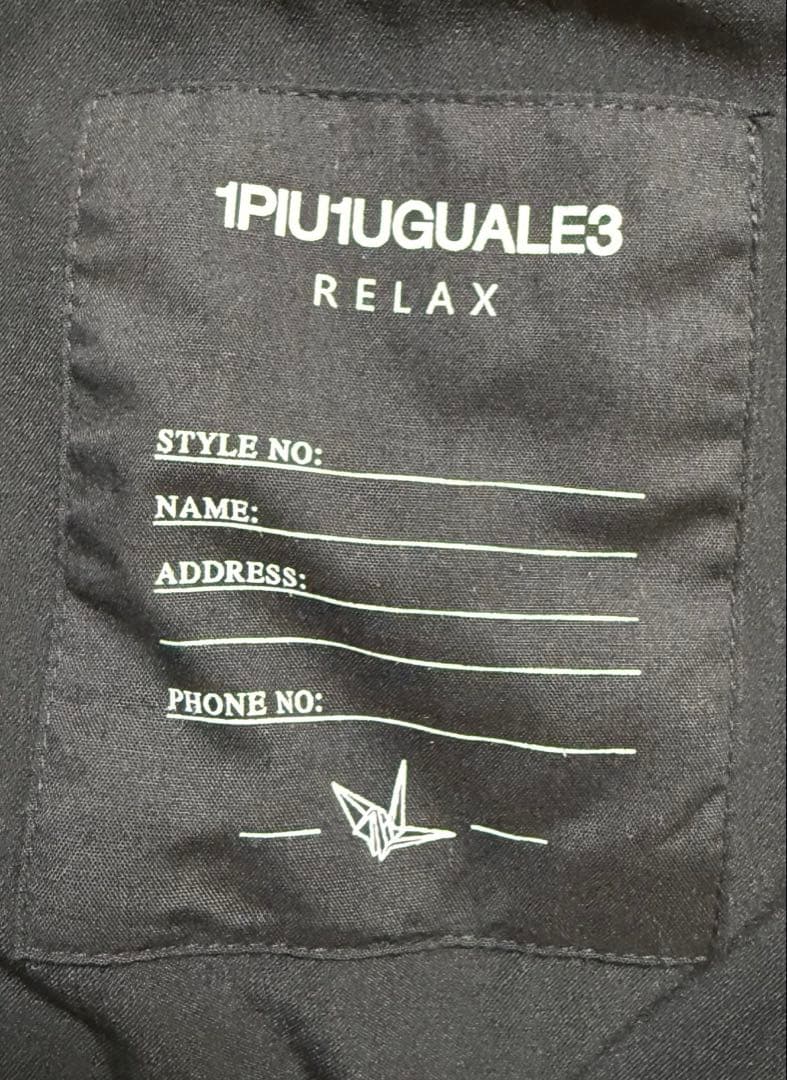 1PIU1UGUALE3
RELAX
STYLE NO:
NAME:
ADDRESS:
PHONE NO: